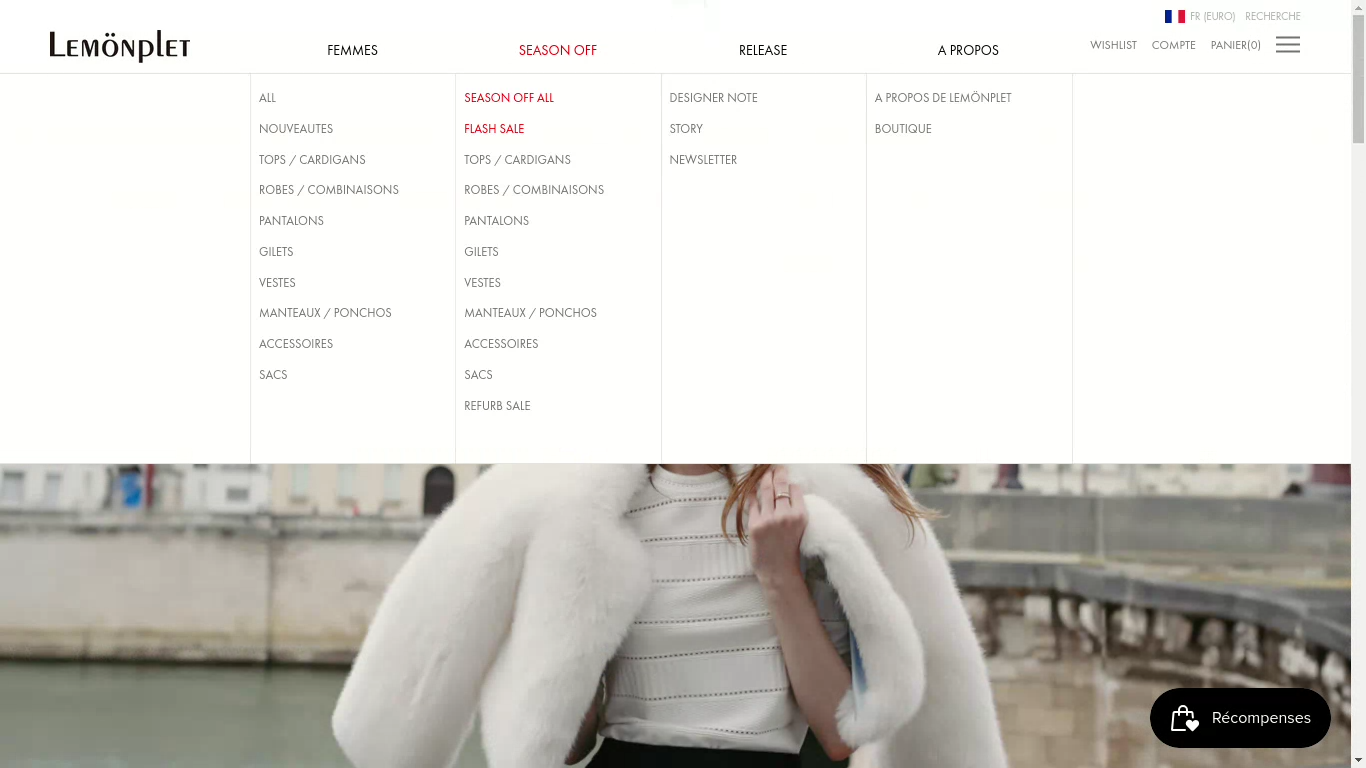 FR (EURO) RECHERCHE
LEMÖNPLET
FEMMES
SEASON OFF
RELEASE
A PROPOS
WISHLIST
COMPTE
PANIER(0)
ALL
NOUVEAUTES
TOPS / CARDIGANS
ROBES / COMBINAISONS
PANTALONS
GILETS
VESTES
MANTEAUX / PONCHOS
ACCESSOIRES
SACS
SEASON OFF ALL
FLASH SALE
TOPS / CARDIGANS
ROBES / COMBINAISONS
PANTALONS
GILETS
VESTES
MANTEAUX / PONCHOS
ACCESSOIRES
SACS
REFURB SALE
DESIGNER NOTE
STORY
NEWSLETTER
A PROPOS DE LEMÖNPLET
BOUTIQUE
Récompenses